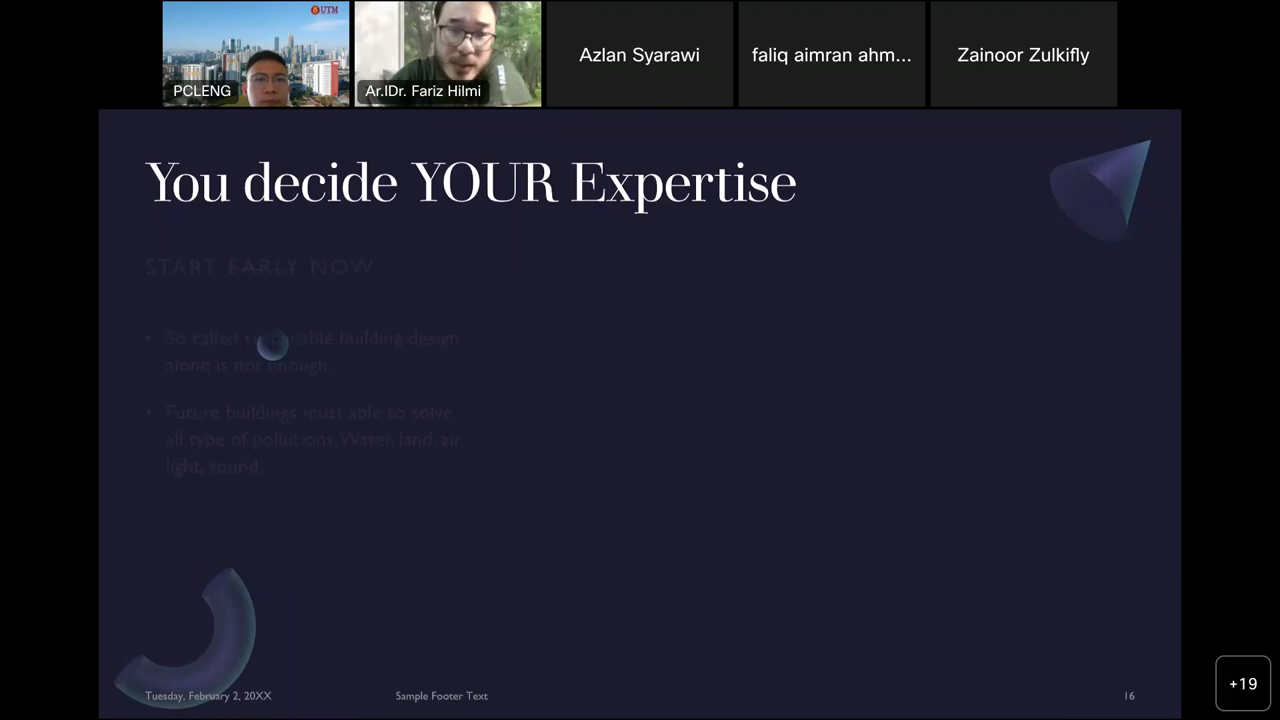 UTM
PCLENG
Ar.IDr. Fariz Hilmi
Azlan Syarawi
faliq aimran ahm...
Zainoor Zulkifly
You decide YOUR Expertise
START EARLY NOW
• So called sustainable building design
alone is not enough.
• Future buildings must able to solve
all type of pollutions. Water, land, air,
light, sound.
Tuesday, February 2, 20XX
Sample Footer Text
16
+19